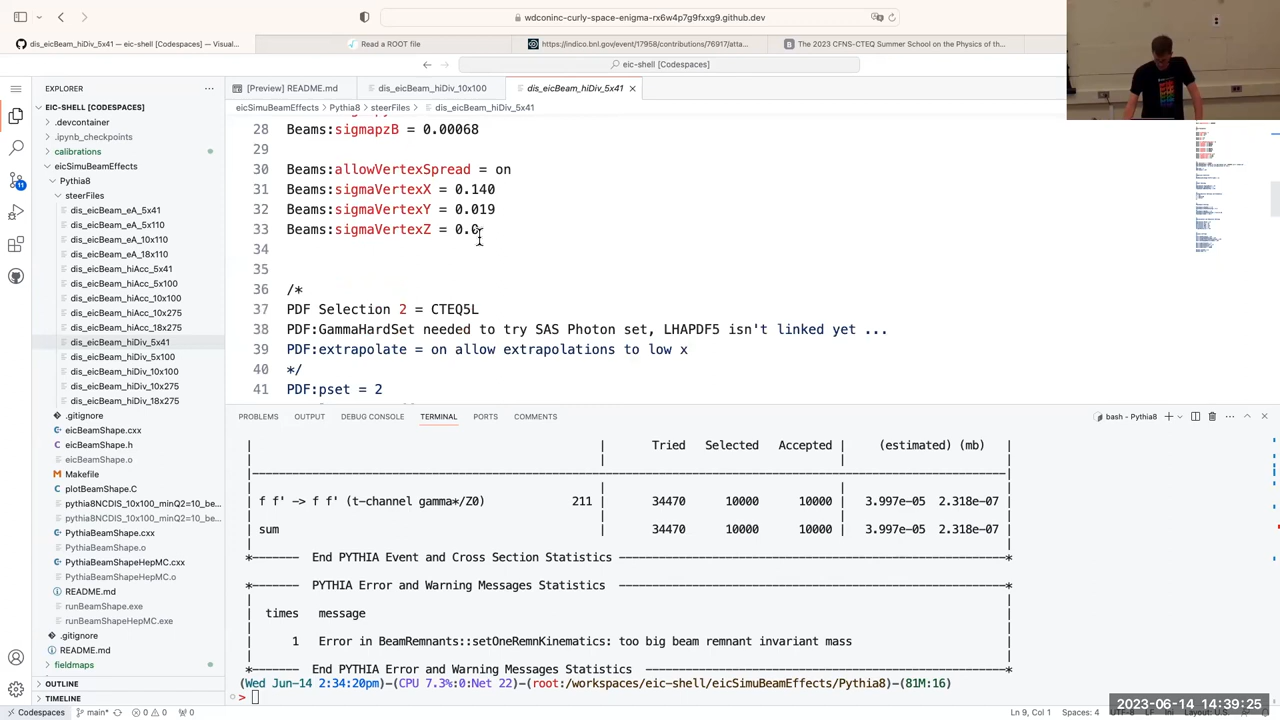 wdconinc-curly-space-enigma-rx6w4p7g9fxxg9.github.dev
dis_eicBeam_hiDiv_5x41 — eic-shell [Codespaces] — Visual...
Read a ROOT file
https://indico.bnl.gov/event/17958/contributions/76917/atta...
The 2023 CFNS-CTEQ Summer School on the Physics of th...
eic-shell [Codespaces]
EXPLORER
[Preview] README.md
dis_eicBeam_hiDiv_10x100
dis_eicBeam_hiDiv_5x41
EIC-SHELL [CODESPACES]
eicSimuBeamEffects > Pythia8 > steerFiles > dis_eicBeam_hiDiv_5x41
.devcontainer
.ipynb_checkpoints
calibrations
eicSimuBeamEffects
Pythia8
steerFiles
dis_eicBeam_eA_5x41
dis_eicBeam_eA_5x110
dis_eicBeam_eA_10x110
dis_eicBeam_eA_18x110
dis_eicBeam_hiAcc_5x41
dis_eicBeam_hiAcc_5x100
dis_eicBeam_hiAcc_10x100
dis_eicBeam_hiAcc_10x275
dis_eicBeam_hiAcc_18x275
dis_eicBeam_hiDiv_5x41
dis_eicBeam_hiDiv_5x100
dis_eicBeam_hiDiv_10x100
dis_eicBeam_hiDiv_10x275
dis_eicBeam_hiDiv_18x275
.gitignore
eicBeamShape.cxx
eicBeamShape.h
eicBeamShape.o
Makefile
plotBeamShape.C
pythia8NCDIS_10x100_minQ2=10_be...
pythia8NCDIS_10x100_minQ2=10_be...
PythiaBeamShape.cxx
PythiaBeamShape.o
PythiaBeamShapeHepMC.cxx
PythiaBeamShapeHepMC.o
README.md
runBeamShape.exe
runBeamShapeHepMC.exe
.gitignore
README.md
fieldmaps
OUTLINE
TIMELINE
28 Beams:sigmapzB = 0.00068
29
30 Beams:allowVertexSpread = on
31 Beams:sigmaVertexX = 0.140
32 Beams:sigmaVertexY = 0.019
33 Beams:sigmaVertexZ = 0.0
34
35
36 /*
37 PDF Selection 2 = CTEQ5L
38 PDF:GammaHardSet needed to try SAS Photon set, LHAPDF5 isn't linked yet ...
39 PDF:extrapolate = on allow extrapolations to low x
40 */
41 PDF:pset = 2
PROBLEMS OUTPUT DEBUG CONSOLE TERMINAL PORTS COMMENTS
bash - Pythia8
| | Tried Selected Accepted | (estimated) (mb) |
| f f' -> f f' (t-channel gamma*/Z0) 211 | 34470 10000 10000 | 3.997e-05 2.318e-07 |
| sum | 34470 10000 10000 | 3.997e-05 2.318e-07 |
*------- End PYTHIA Event and Cross Section Statistics -------*
*------- PYTHIA Error and Warning Messages Statistics -------*
| times message |
| 1 Error in BeamRemnants::setOneRemnKinematics: too big beam remnant invariant mass |
*------- End PYTHIA Error and Warning Messages Statistics -------*
(Wed Jun-14 2:34:20pm)-(CPU 7.3%:0:Net 22)-(root:/workspaces/eic-shell/eicSimuBeamEffects/Pythia8)-(81M:16)
>
Codespaces main* 0 0 0
Ln 9, Col 1 Spaces: 4
2023-06-14 14:39:25